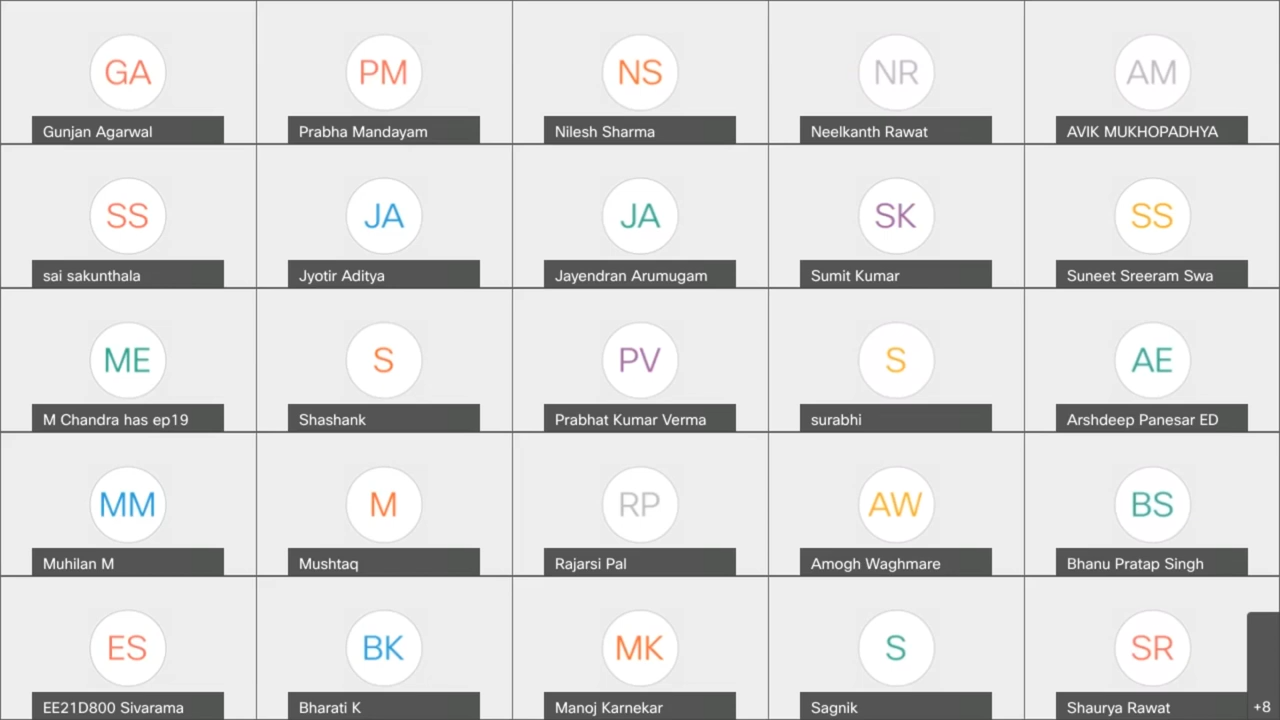 GA
Gunjan Agarwal
PM
Prabha Mandayam
NS
Nilesh Sharma
NR
Neelkanth Rawat
AM
AVIK MUKHOPADHYA
SS
sai sakunthala
JA
Jyotir Aditya
JA
Jayendran Arumugam
SK
Sumit Kumar
SS
Suneet Sreeram Swa
ME
M Chandra has ep19
S
Shashank
PV
Prabhat Kumar Verma
S
surabhi
AE
Arshdeep Panesar ED
MM
Muhilan M
M
Mushtaq
RP
Rajarsi Pal
AW
Amogh Waghmare
BS
Bhanu Pratap Singh
ES
EE21D800 Sivarama
BK
Bharati K
MK
Manoj Karnekar
S
Sagnik
SR
Shaurya Rawat
+8